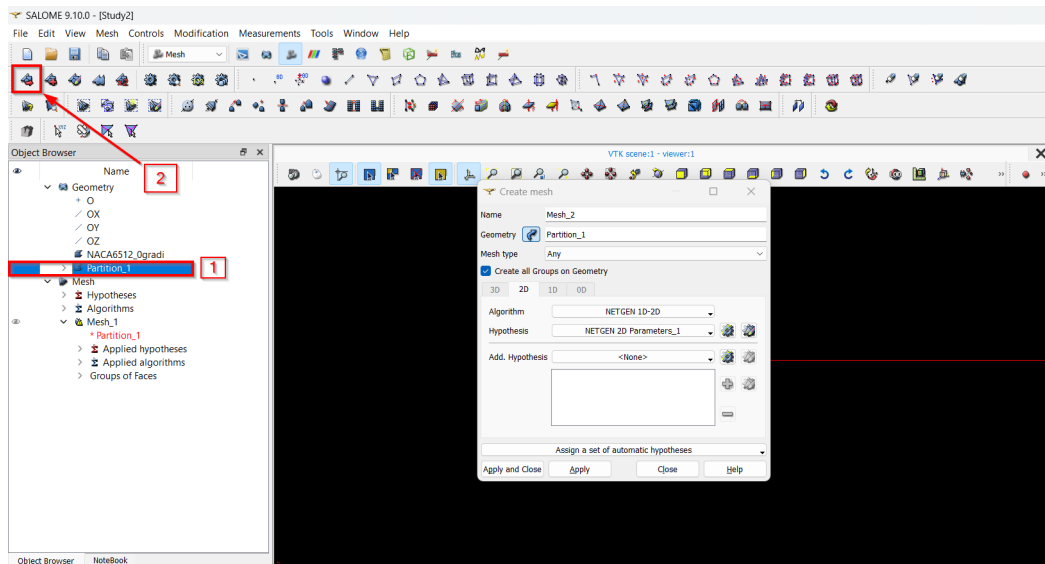 SALOME 9.10.0 - [Study2]
File Edit View Mesh Controls Modification Measurements Tools Window Help
Mesh
Object Browser
VTK scene:1 - viewer:1
Name
2
Geometry
O
OX
OY
OZ
NACA6512_0gradi
Partition_1
1
Mesh
Hypotheses
Algorithms
Mesh_1
* Partition_1
Applied hypotheses
Applied algorithms
Groups of Faces
Create mesh
Name Mesh_2
Geometry Partition_1
Mesh type Any
Create all Groups on Geometry
3D 2D 1D 0D
Algorithm NETGEN 1D-2D
Hypothesis NETGEN 2D Parameters_1
Add. Hypothesis <None>
Assign a set of automatic hypotheses
Apply and Close Apply Close Help
Object Browser NoteBook